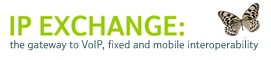 IP EXCHANGE:
the gateway to VoIP, fixed and mobile interoperability